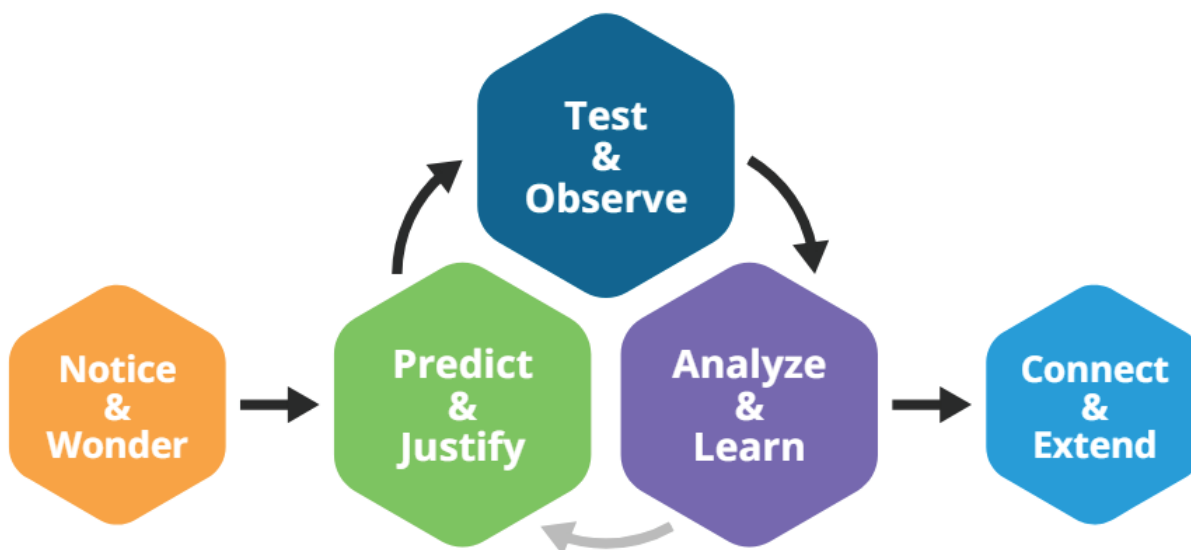 Test
&
Observe
Notice
&
Wonder
Predict
&
Justify
Analyze
&
Learn
Connect
&
Extend